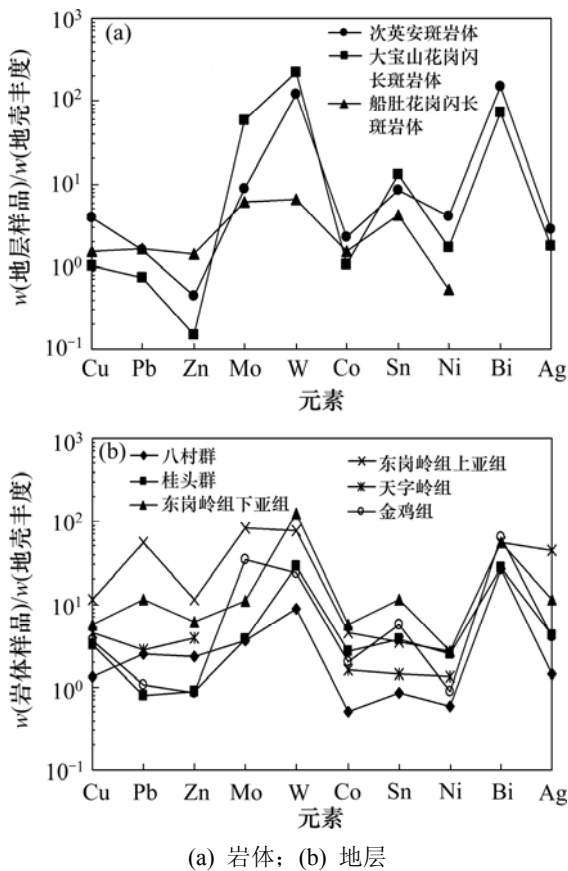 (a)
次英安斑岩体
大宝山花岗闪
长斑岩体
船肚花岗闪长
斑岩体
w(地层样品)/w(地壳丰度)
10³
10²
10¹
10⁰
10⁻¹
Cu Pb Zn Mo W Co Sn Ni Bi Ag
元素
(b)
八村群
桂头群
东岗岭组下亚组
东岗岭组上亚组
天字岭组
金鸡组
w(岩体样品)/w(地壳丰度)
10³
10²
10¹
10⁰
10⁻¹
Cu Pb Zn Mo W Co Sn Ni Bi Ag
元素
(a) 岩体; (b) 地层